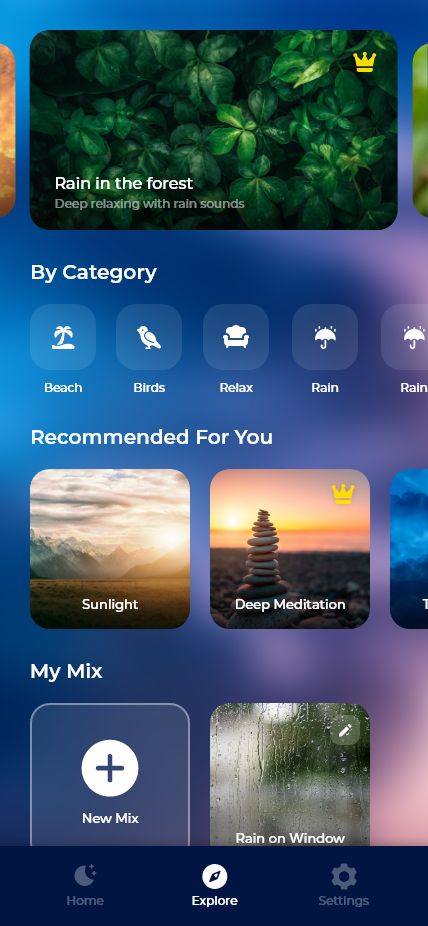 Rain in the forest
Deep relaxing with rain sounds
By Category
Beach
Birds
Relax
Rain
Rain
Recommended For You
Sunlight
Deep Meditation
My Mix
New Mix
Rain on Window
Home
Explore
Settings